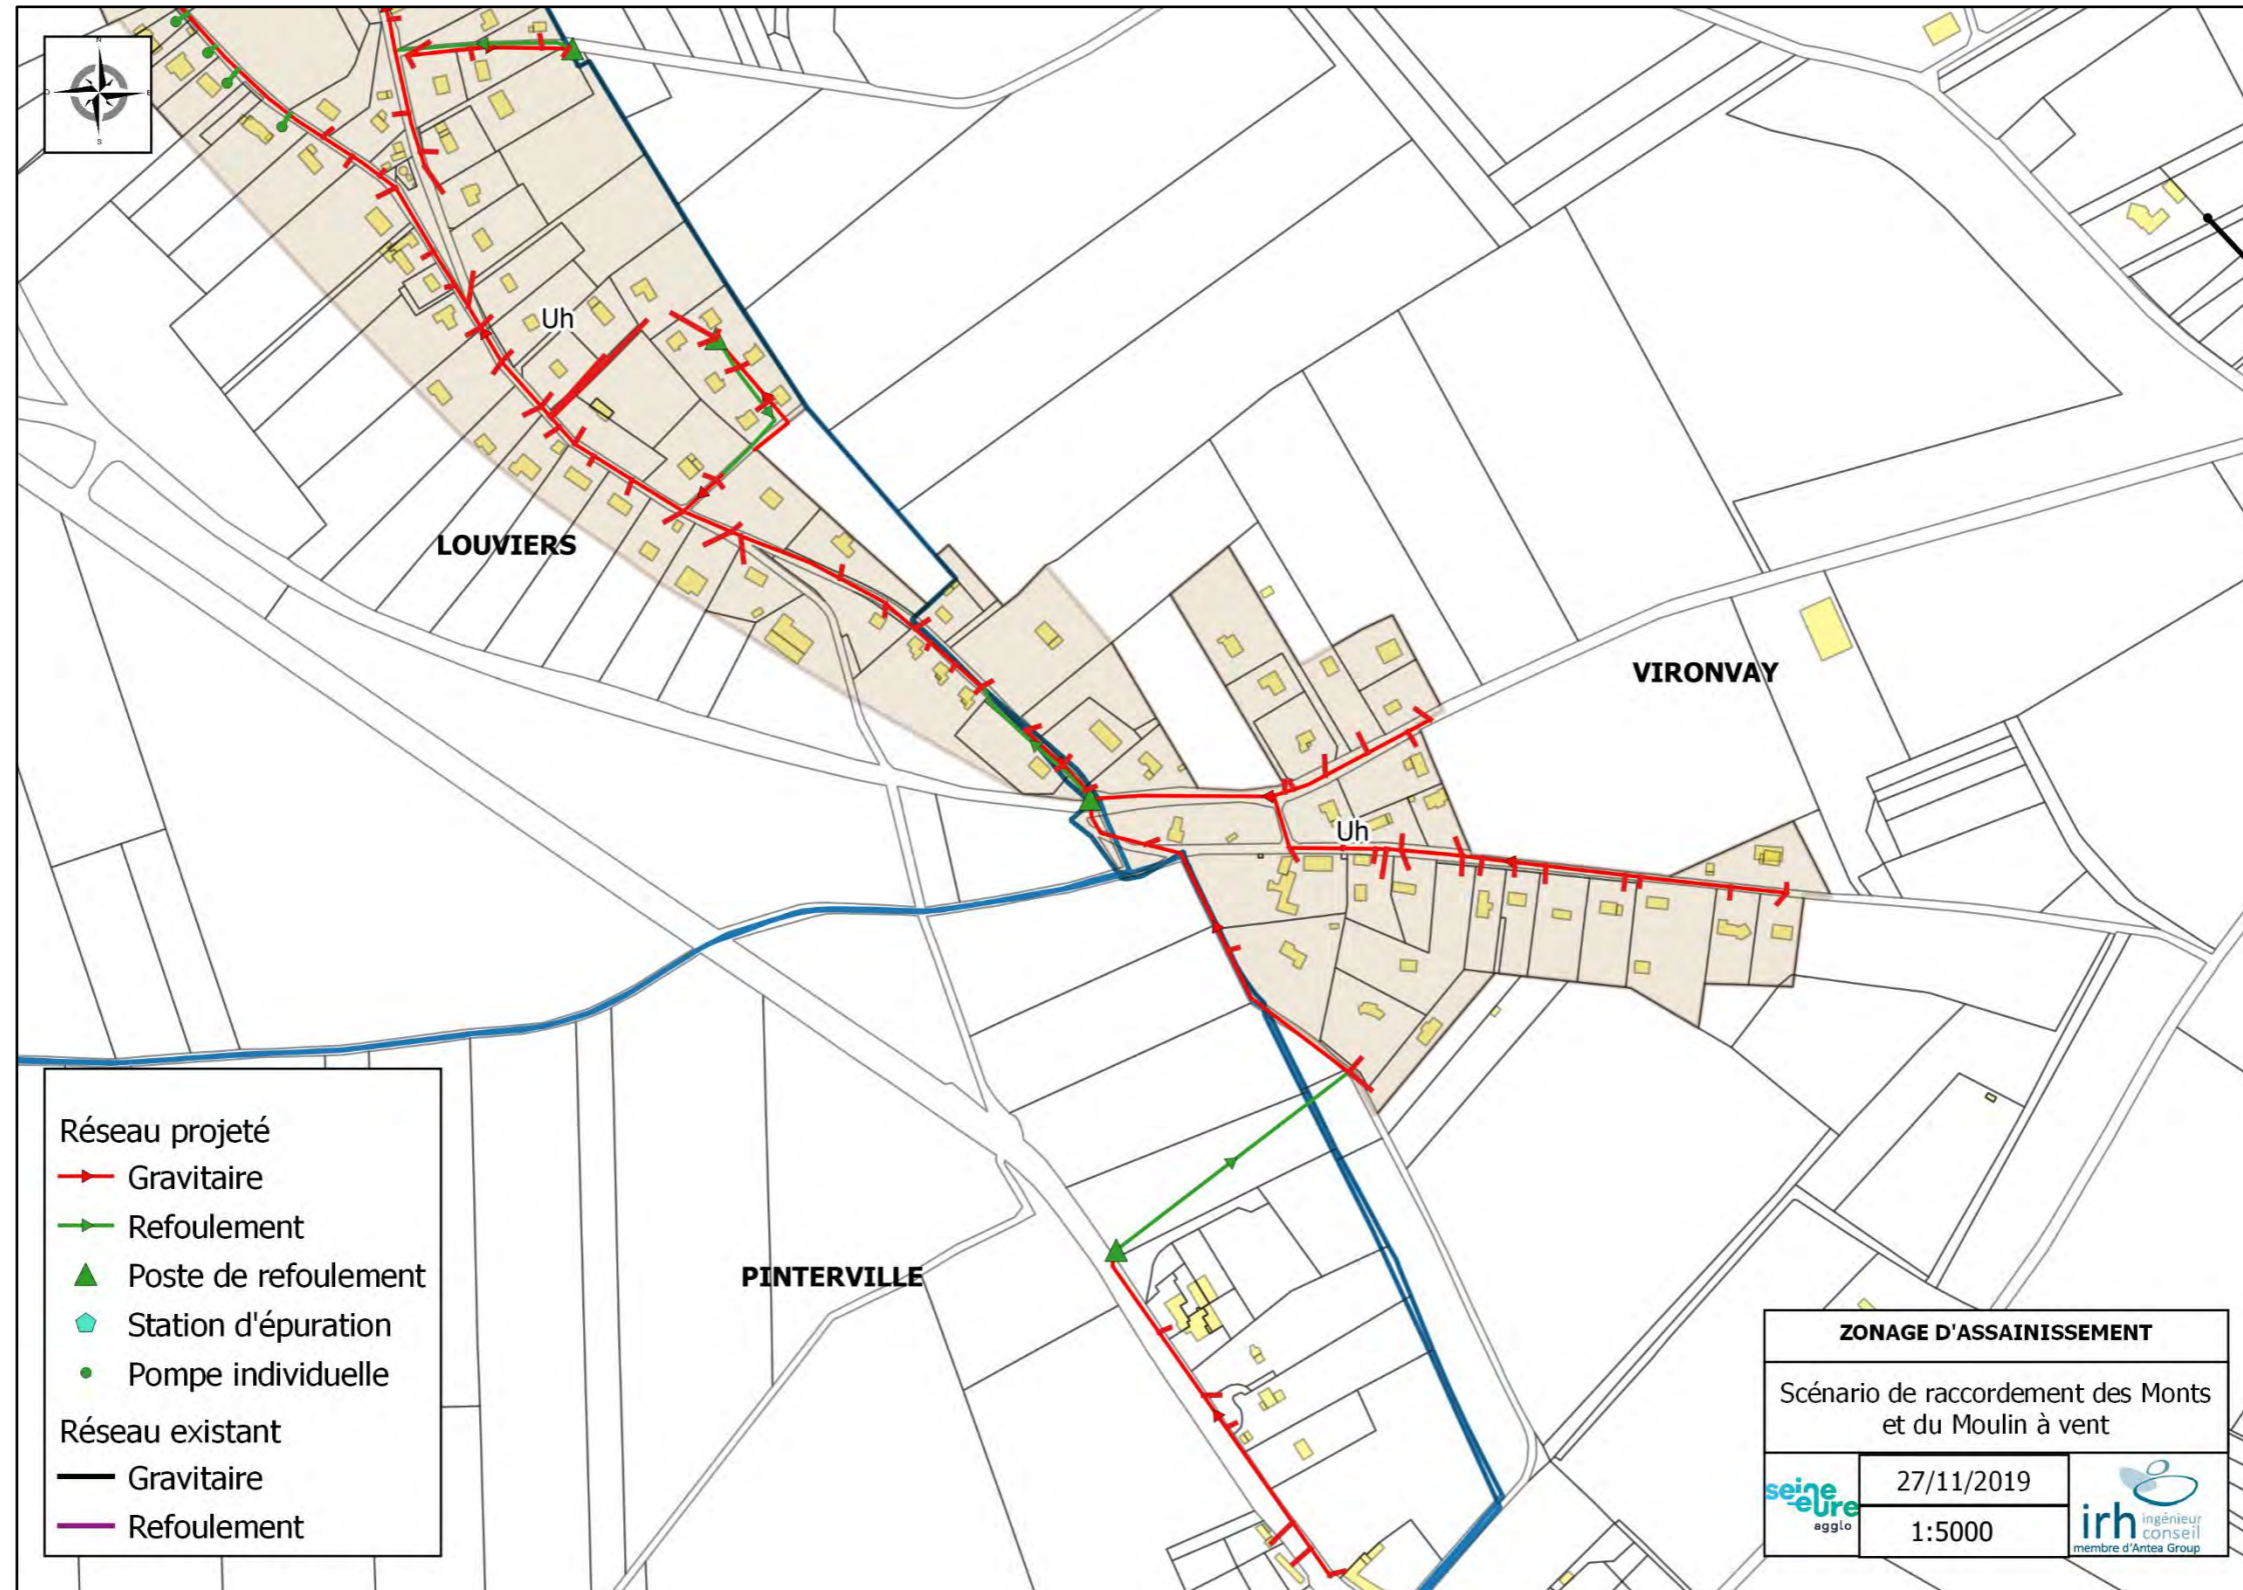 N
E
S
Uh
LOUVIERS
VIRONVAY
Uh
PINTERVILLE
Réseau projeté
Gravitaire
Refoulement
Poste de refoulement
Station d'épuration
Pompe individuelle
Réseau existant
Gravitaire
Refoulement
ZONAGE D'ASSAINISSEMENT
Scénario de raccordement des Monts
et du Moulin à vent
seine
eure
agglo
27/11/2019
1:5000
irh ingénieur
conseil
membre d'Antea Group